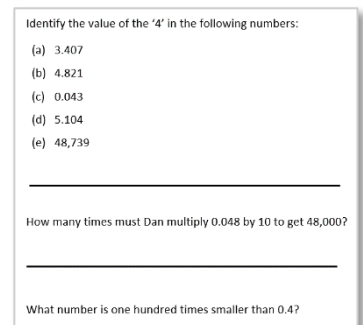 Identify the value of the ‘4’ in the following numbers:
(a) 3.407
(b) 4.821
(c) 0.043
(d) 5.104
(e) 48,739
How many times must Dan multiply 0.048 by 10 to get 48,000?
What number is one hundred times smaller than 0.4?